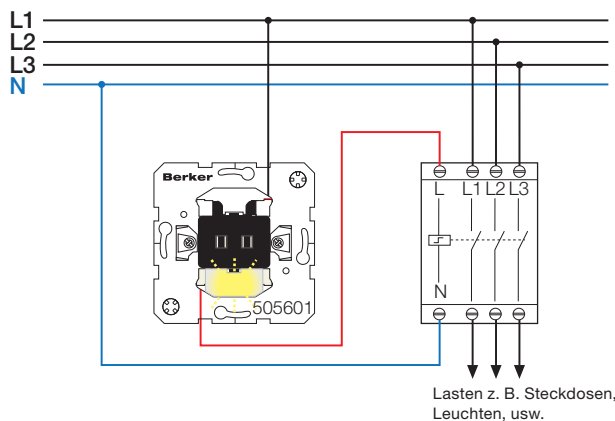 L1
L2
L3
N
Berker
505601
L L1 L2 L3
N
Lasten z. B. Steckdosen,
Leuchten, usw.